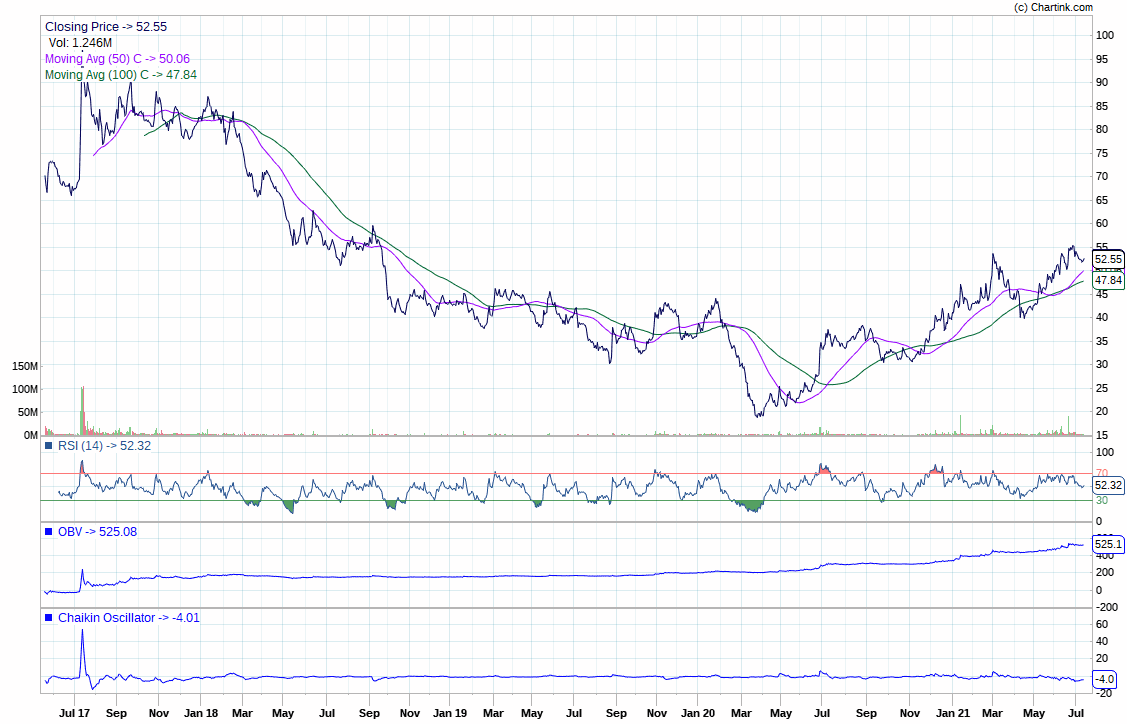 (c) Chartink.com
Closing Price -> 52.55
Vol: 1.246M
Moving Avg (50) C -> 50.06
Moving Avg (100) C -> 47.84
100
95
90
85
80
75
70
65
60
55
52.55
47.84
45
40
35
30
25
20
15
150M
100M
50M
0M
RSI (14) -> 52.32
100
70
52.32
30
0
OBV -> 525.08
525.1
400
200
0
-200
Chaikin Oscillator -> -4.01
60
40
20
-4.0
-20
Jul 17 Sep Nov Jan 18 Mar May Jul Sep Nov Jan 19 Mar May Jul Sep Nov Jan 20 Mar May Jul Sep Nov Jan 21 Mar May Jul